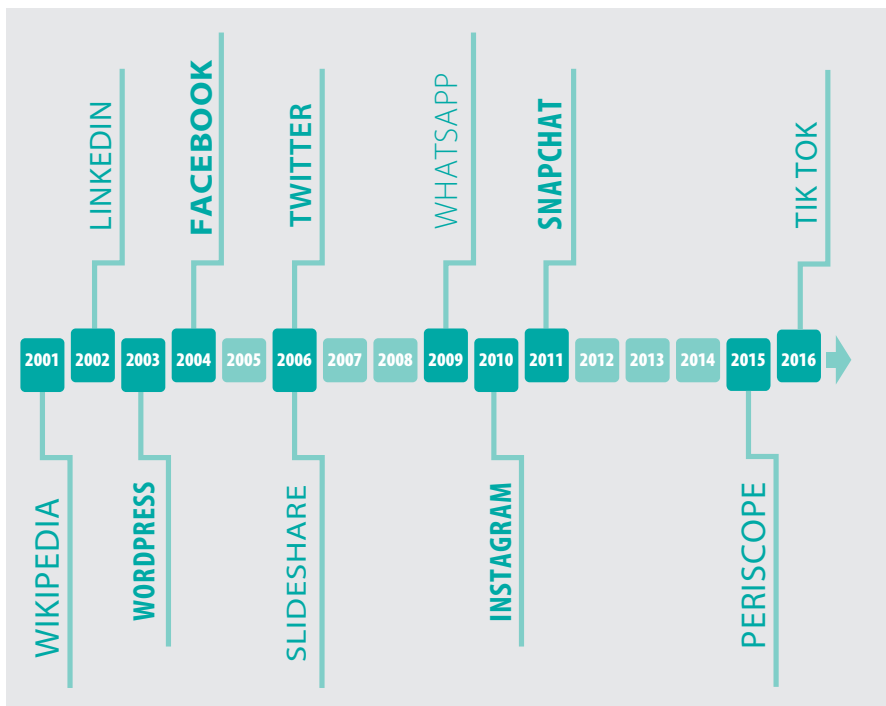 LINKEDIN
FACEBOOK
TWITTER
WHATSAPP
SNAPCHAT
TIK TOK
2001
2002
2003
2004
2005
2006
2007
2008
2009
2010
2011
2012
2013
2014
2015
2016
WIKIPEDIA
WORDPRESS
SLIDESHARE
INSTAGRAM
PERISCOPE